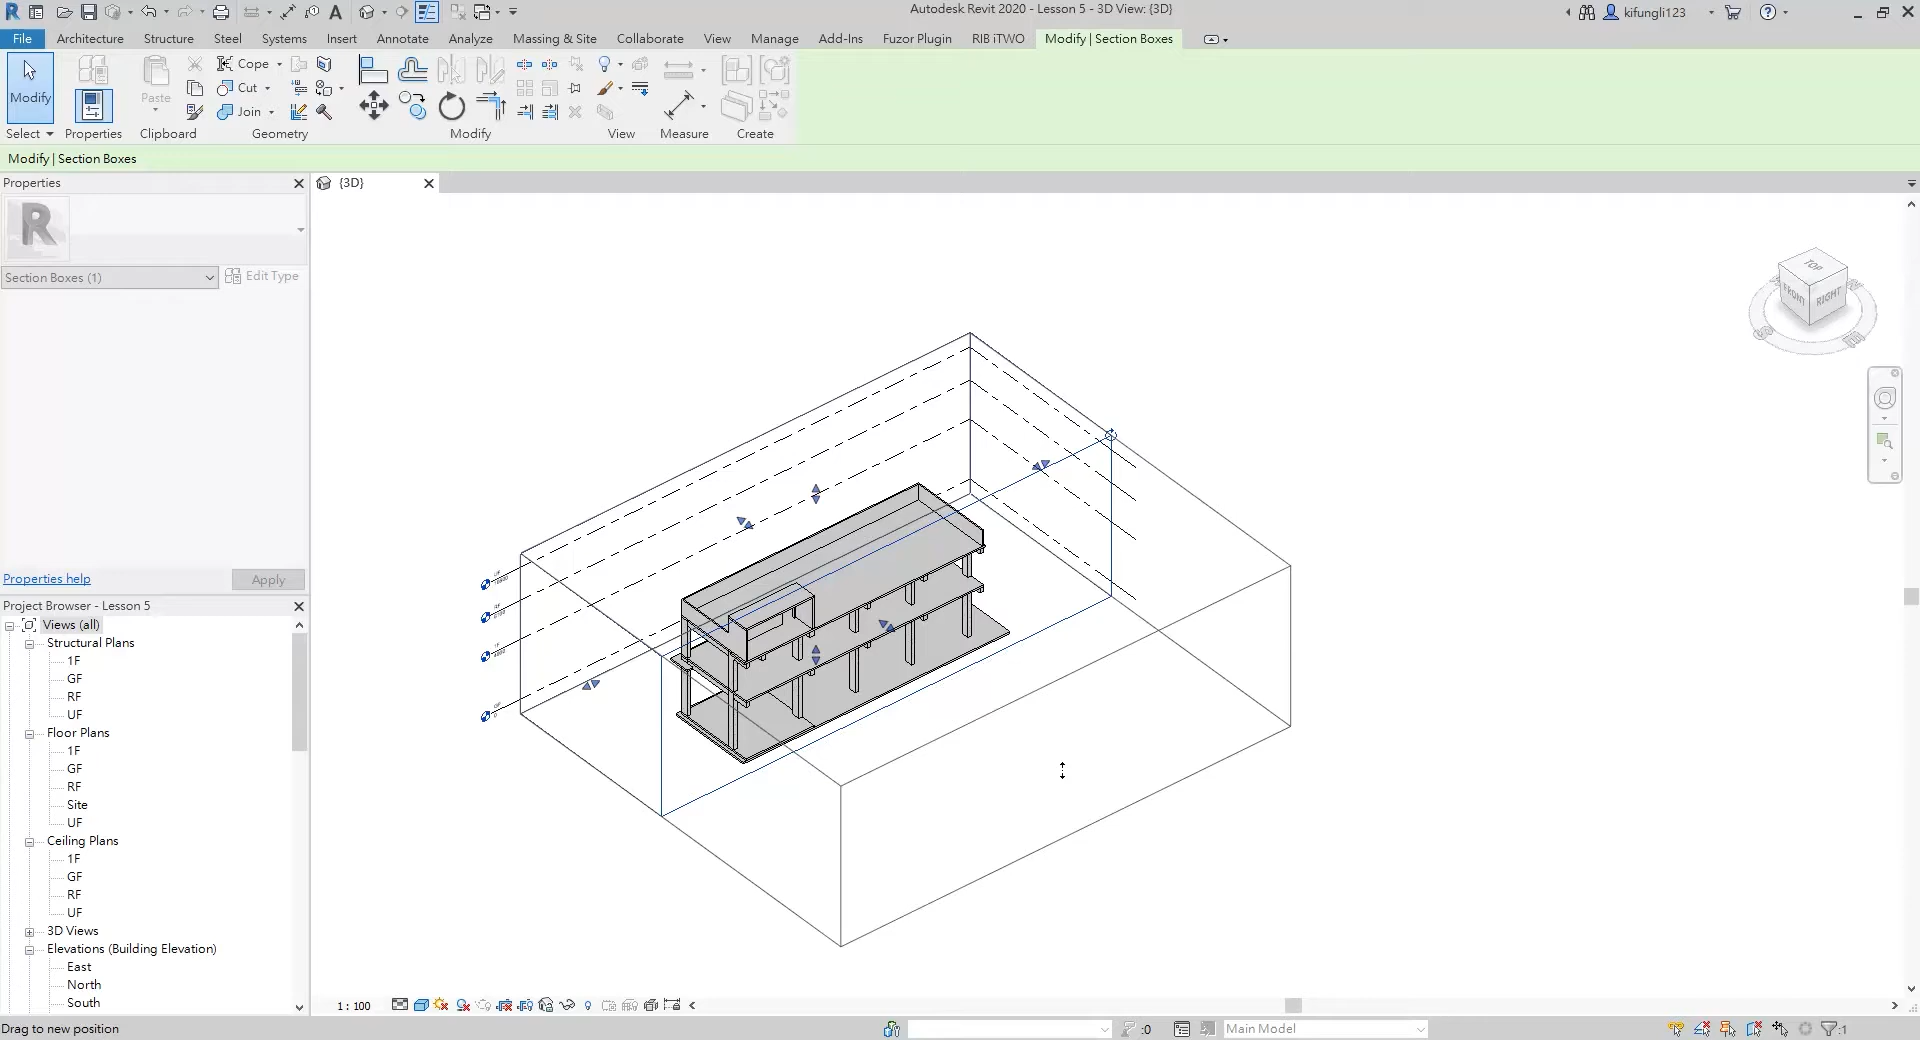 Autodesk Revit 2020 - Lesson 5 - 3D View: {3D}
kifungli123
File Architecture Structure Steel Systems Insert Annotate Analyze Massing & Site Collaborate View Manage Add-Ins Fuzor Plugin RIB iTWO Modify | Section Boxes
Modify
Paste
Cope
Cut
Join
Select Properties Clipboard Geometry Modify View Measure Create
Modify | Section Boxes
Properties
{3D}
R
Section Boxes (1)
Edit Type
Properties help
Apply
Project Browser - Lesson 5
Views (all)
Structural Plans
1F
GF
RF
UF
Floor Plans
1F
GF
RF
Site
UF
Ceiling Plans
1F
GF
RF
UF
3D Views
Elevations (Building Elevation)
East
North
South
TOP
FRONT
RIGHT
1 : 100
Drag to new position
:0
Main Model
:1